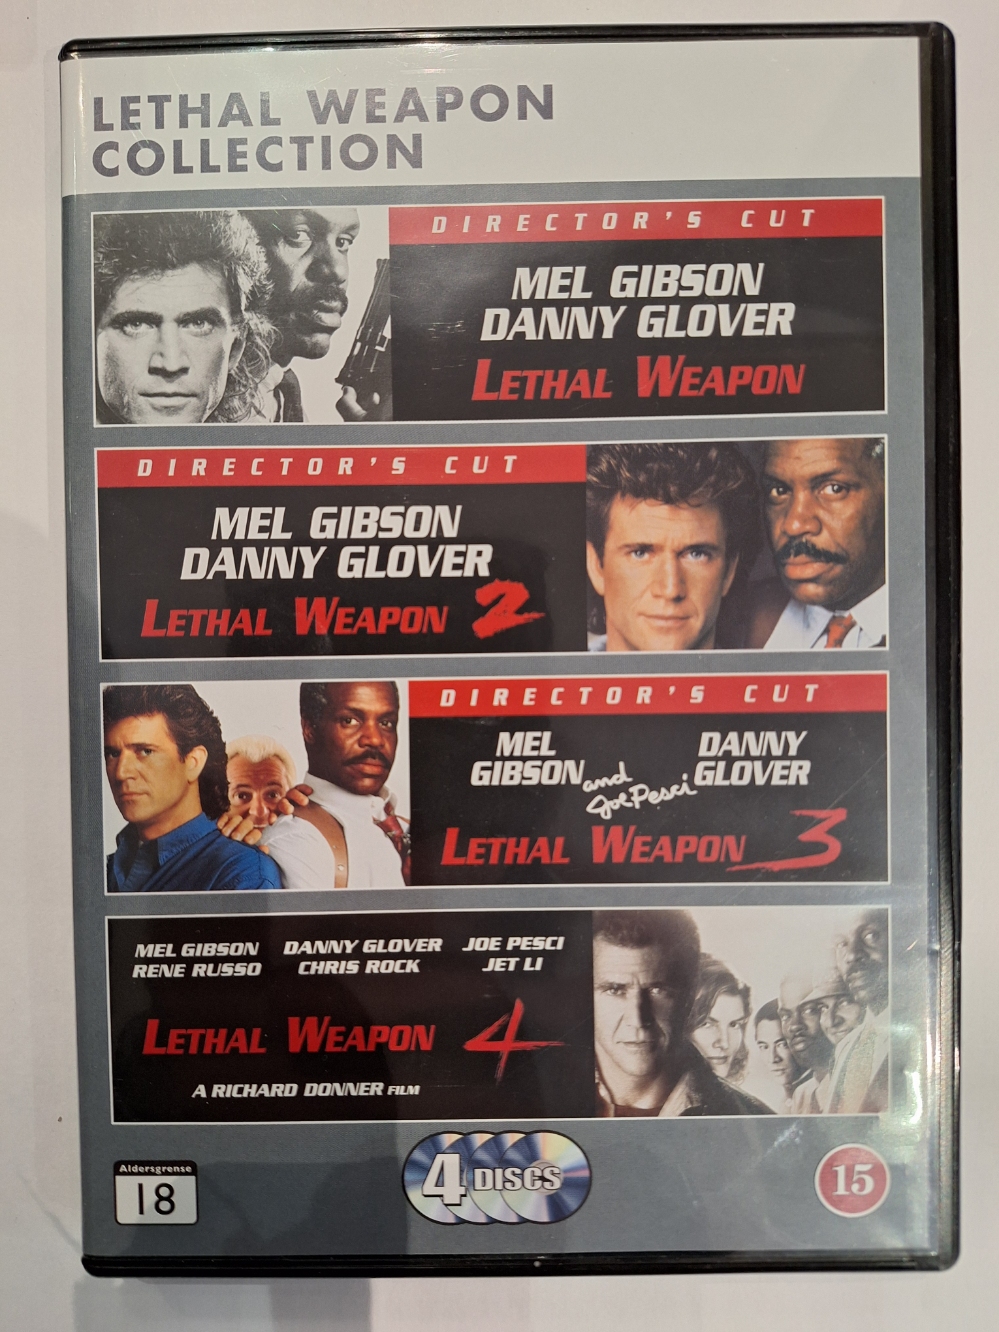 LETHAL WEAPON
COLLECTION
DIRECTOR'S CUT
MEL GIBSON
DANNY GLOVER
LETHAL WEAPON
DIRECTOR'S CUT
MEL GIBSON
DANNY GLOVER
LETHAL WEAPON 2
DIRECTOR'S CUT
MEL GIBSON
and Joe Pesci
DANNY GLOVER
LETHAL WEAPON 3
MEL GIBSON DANNY GLOVER JOE PESCI
RENE RUSSO CHRIS ROCK JET LI
LETHAL WEAPON 4
A RICHARD DONNER FILM
Aldersgrense
18
4 DISCS
15